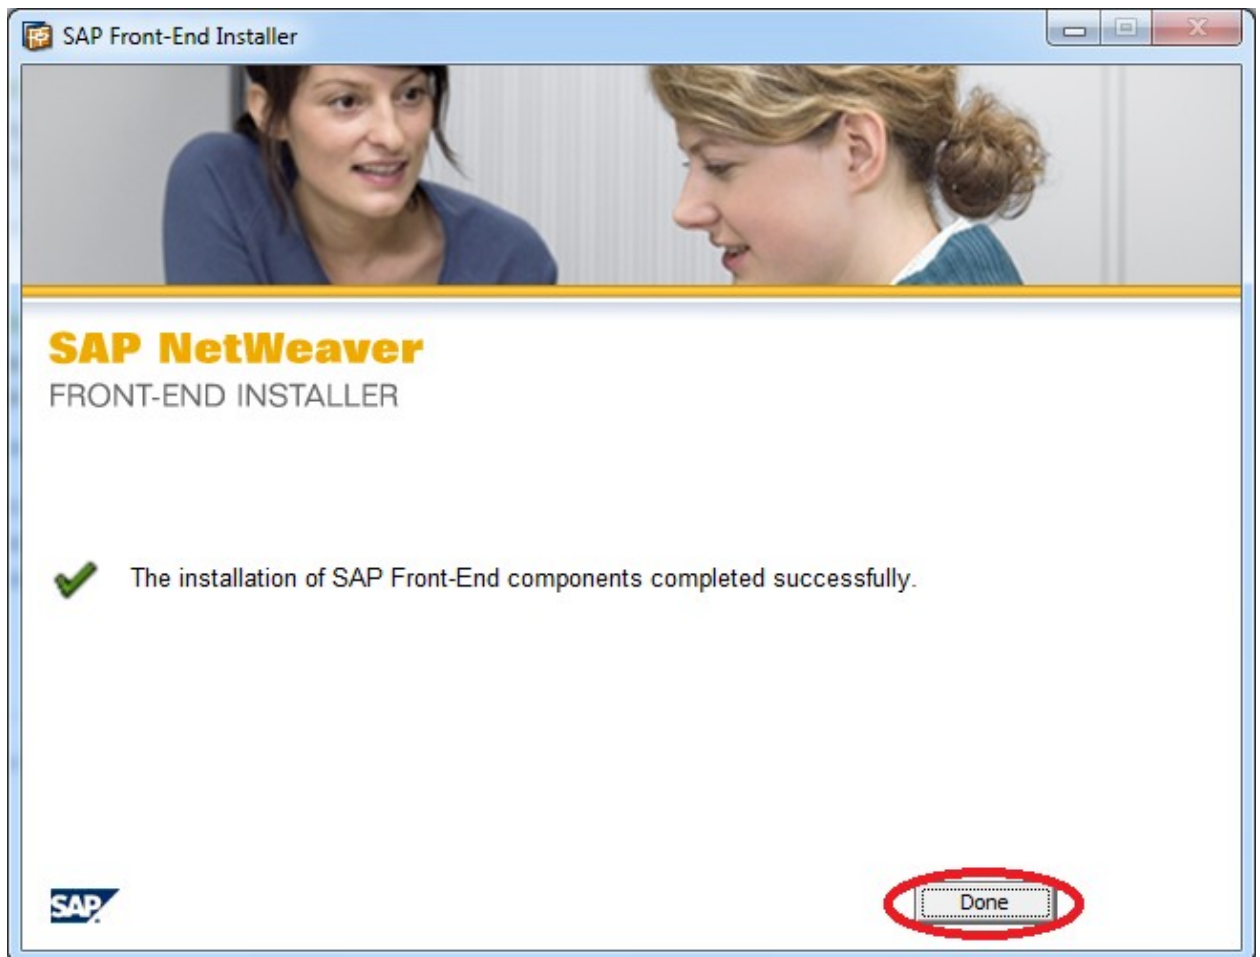 SAP Front-End Installer
SAP NetWeaver
FRONT-END INSTALLER
The installation of SAP Front-End components completed successfully.
SAP
Done